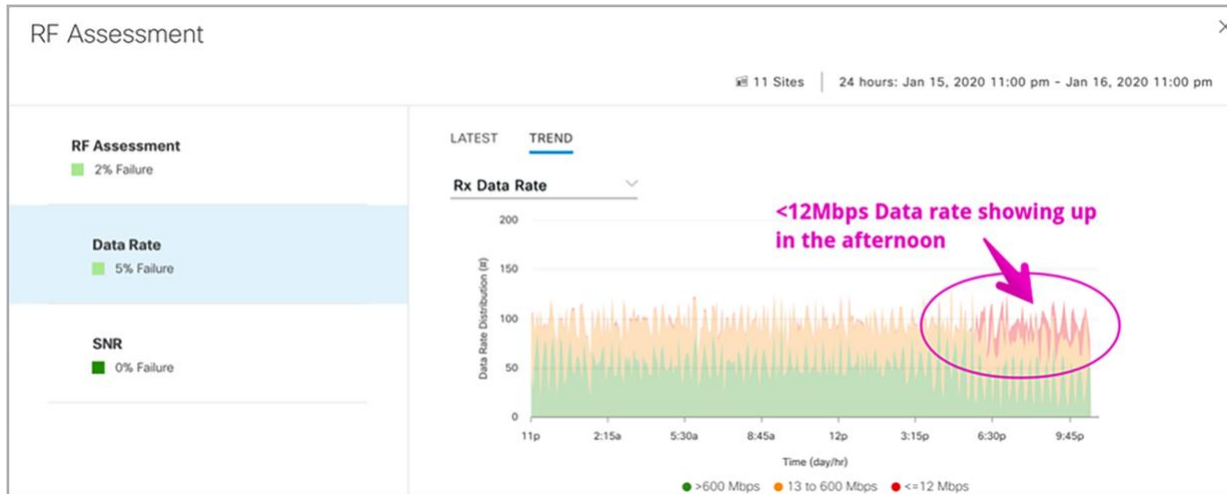 RF Assessment
11 Sites | 24 hours: Jan 15, 2020 11:00 pm - Jan 16, 2020 11:00 pm
RF Assessment
2% Failure
Data Rate
5% Failure
SNR
0% Failure
LATEST TREND
Rx Data Rate
<12Mbps Data rate showing up
in the afternoon
Data Rate Distribution (#)
200
150
100
50
0
11p 2:15a 5:30a 8:45a 12p 3:15p 6:30p 9:45p
Time (day/hr)
>600 Mbps 13 to 600 Mbps <=12 Mbps